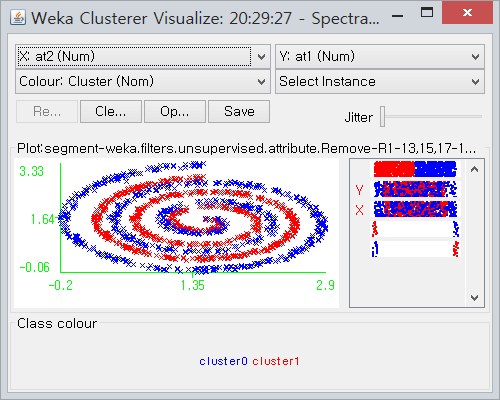 Weka Clusterer Visualize: 20:29:27 - Spectra...
X: at2 (Num) Y: at1 (Num)
Colour: Cluster (Nom) Select Instance
Re... Cle... Op... Save Jitter
Plot:segment-weka.filters.unsupervised.attribute.Remove-R1-13,15,17-1...
3.33
1.64
-0.06
-0.2 1.35 2.9
Y
X
Class colour
cluster0 cluster1